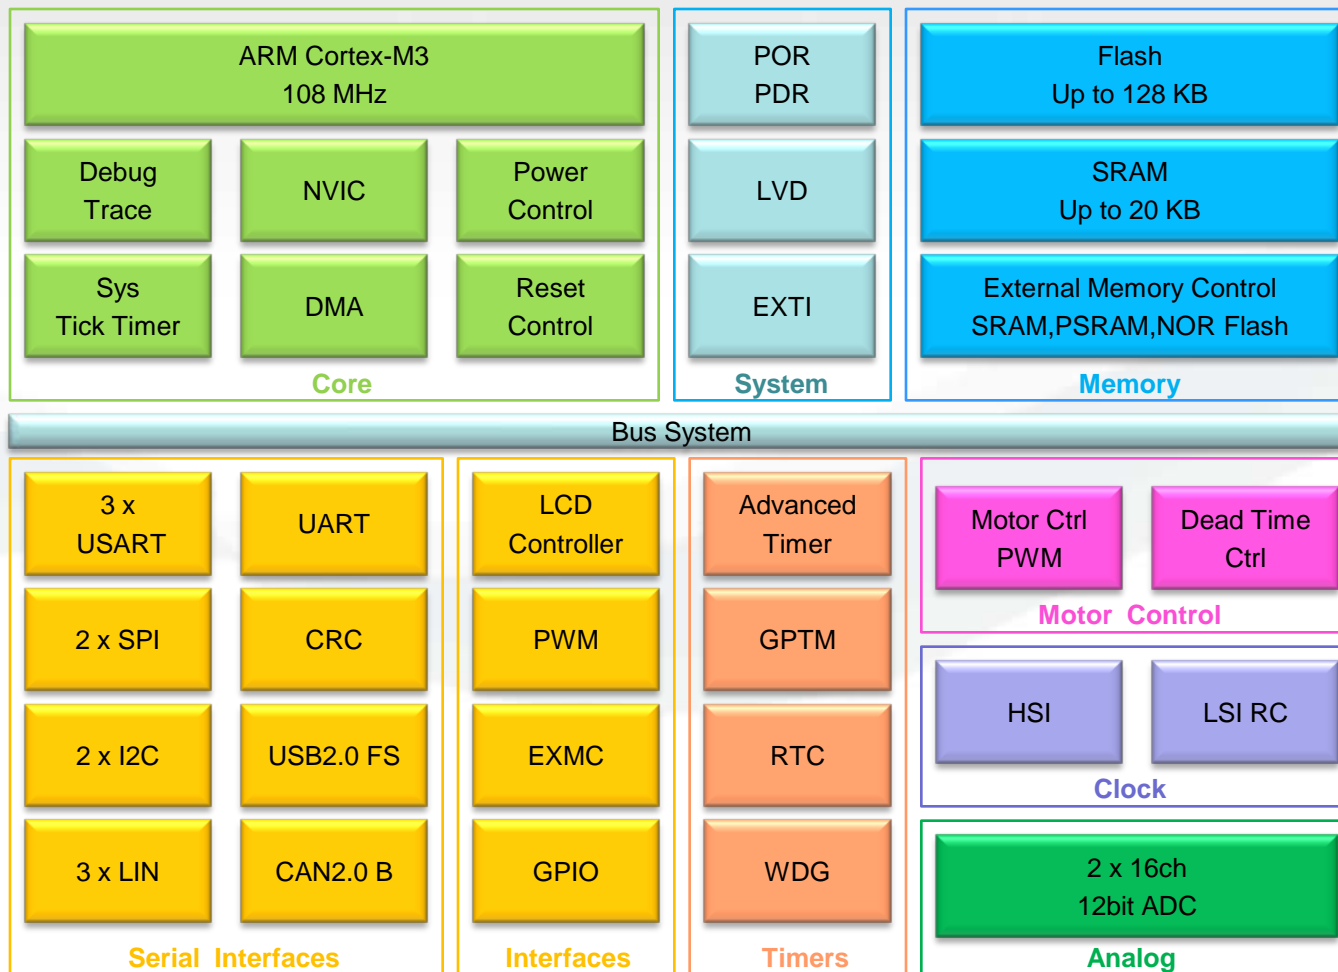 ARM Cortex-M3
108 MHz
Debug
Trace
NVIC
Power
Control
Sys
Tick Timer
DMA
Reset
Control
Core
POR
PDR
LVD
EXTI
System
Flash
Up to 128 KB
SRAM
Up to 20 KB
External Memory Control
SRAM,PSRAM,NOR Flash
Memory
Bus System
3 x
USART
UART
2 x SPI
CRC
2 x I2C
USB2.0 FS
3 x LIN
CAN2.0 B
Serial Interfaces
LCD
Controller
PWM
EXMC
GPIO
Interfaces
Advanced
Timer
GPTM
RTC
WDG
Timers
Motor Ctrl
PWM
Dead Time
Ctrl
Motor Control
HSI
LSI RC
Clock
2 x 16ch
12bit ADC
Analog